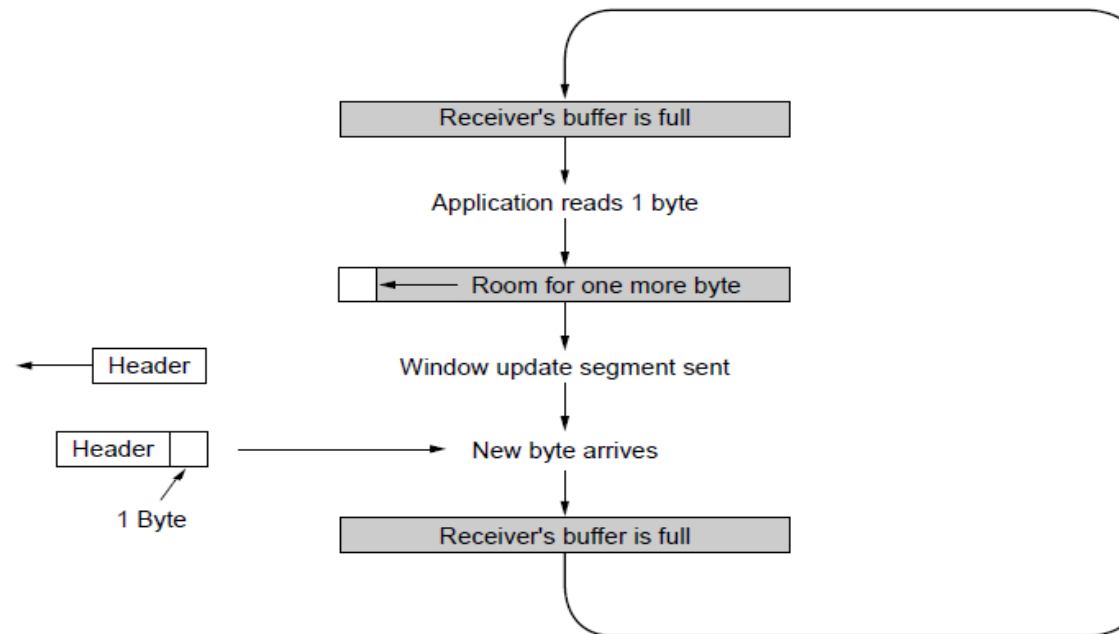 Receiver's buffer is full
Application reads 1 byte
Room for one more byte
Header
Window update segment sent
Header
New byte arrives
1 Byte
Receiver's buffer is full